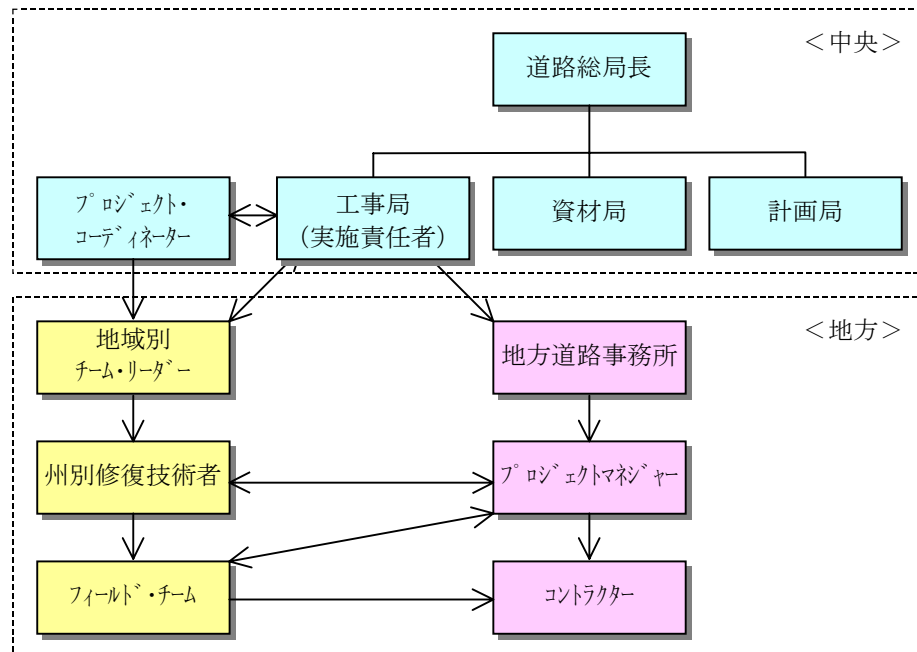 ＜中央＞
道路総局長
ﾌﾟﾛｼﾞｪｸﾄ・
ｺｰﾃﾞｨﾈｰﾀｰ
工事局
（実施責任者）
資材局
計画局
＜地方＞
地域別
ﾁｰﾑ・ﾘｰﾀﾞｰ
地方道路事務所
州別修復技術者
ﾌﾟﾛｼﾞｪｸﾄﾏﾈｼﾞｬｰ
ﾌｨｰﾙﾄﾞ・ﾁｰﾑ
ｺﾝﾄﾗｸﾀｰ